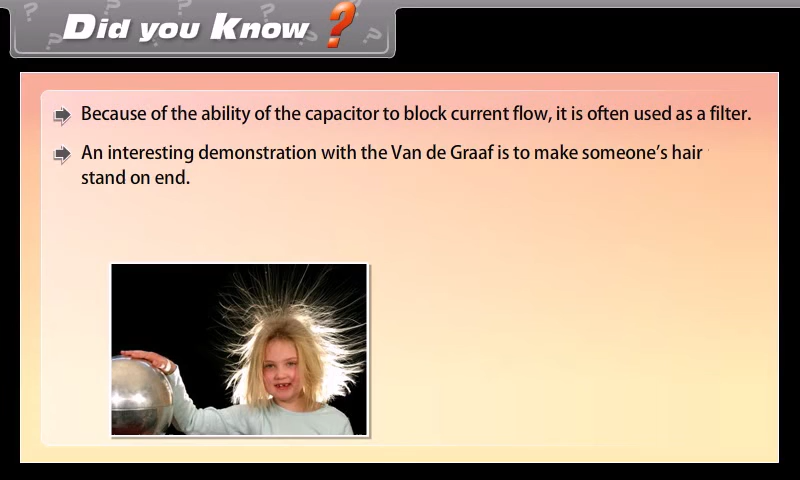 Did you Know ?
Because of the ability of the capacitor to block current flow, it is often used as a filter.
An interesting demonstration with the Van de Graaf is to make someone's hair
stand on end.